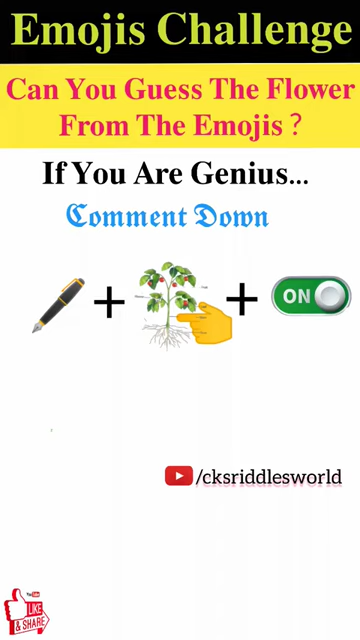 Emojis Challenge
Can You Guess The Flower
From The Emojis ?
If You Are Genius...
Comment Down
ON
/cksriddlesworld
YouTube
LIKE
& SHARE